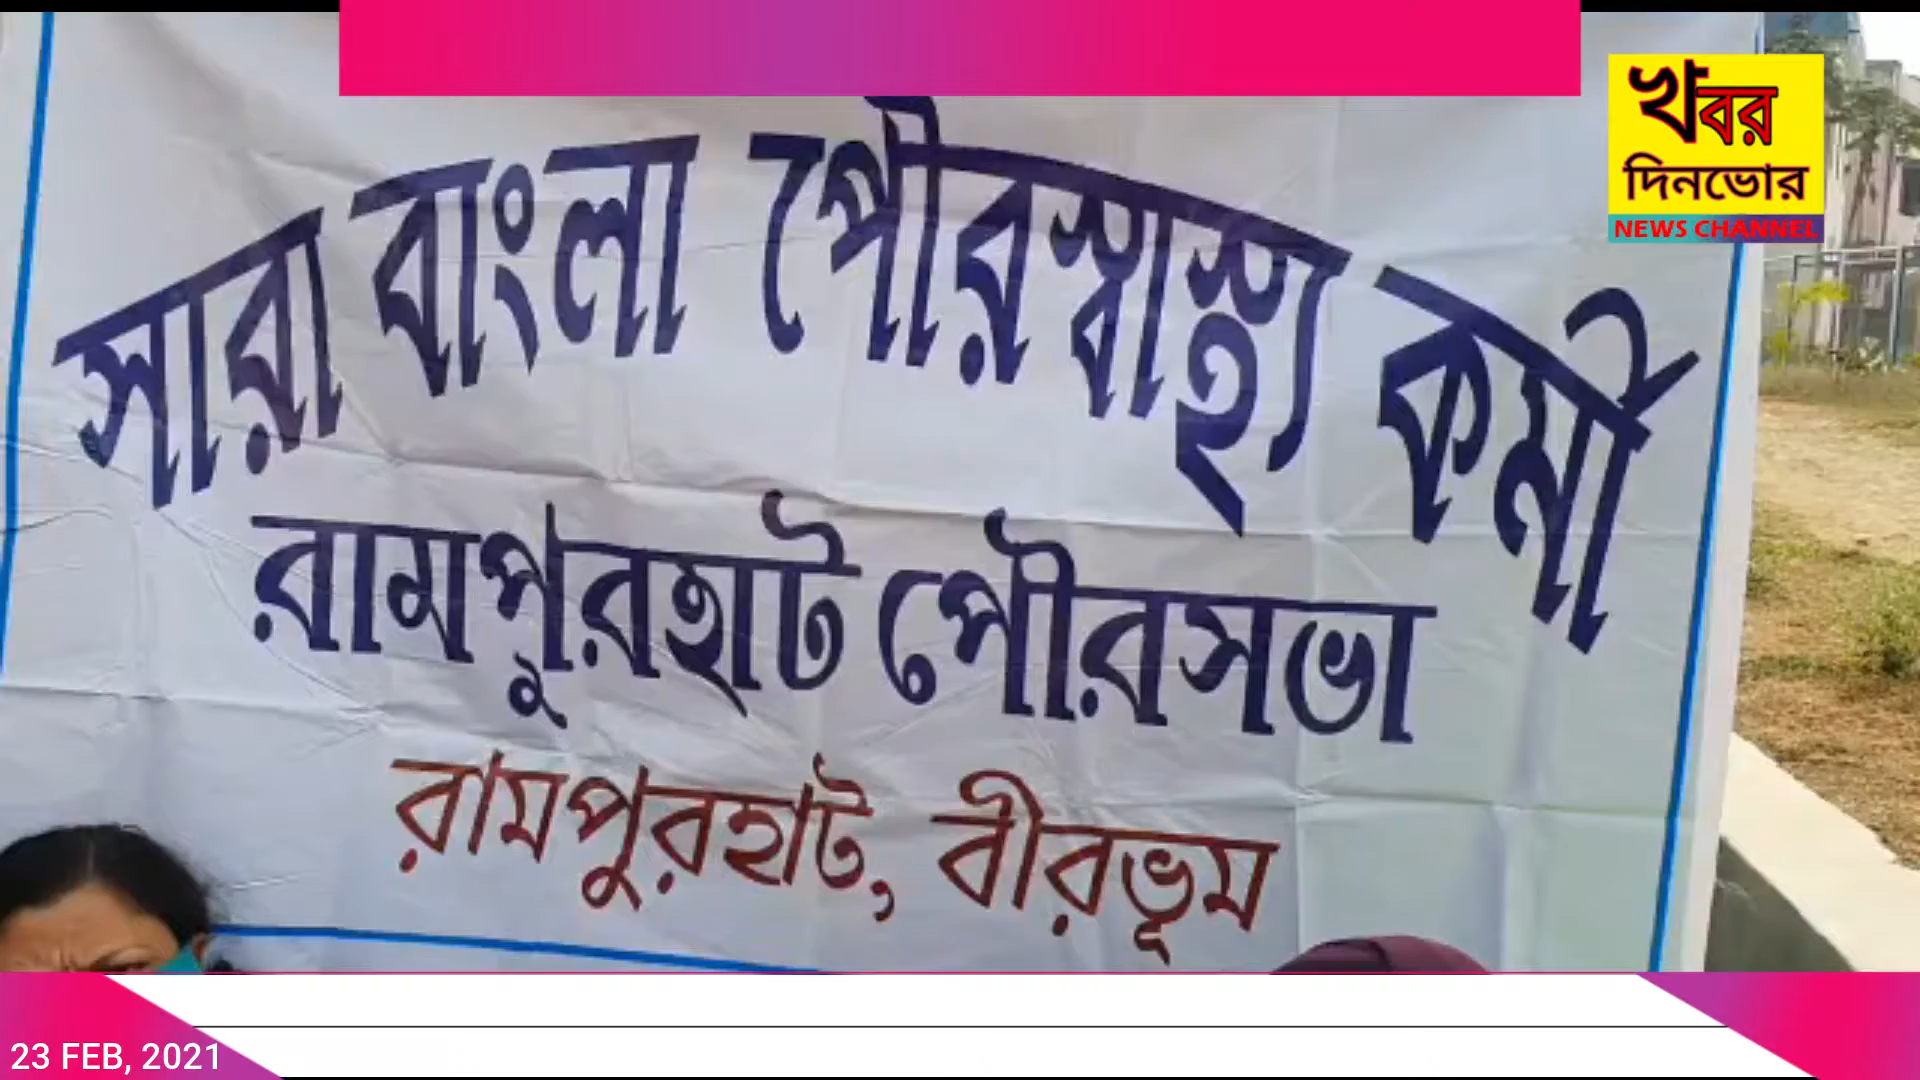 খবর
দিনভোর
NEWS CHANNEL
সারা বাংলা পৌরস্বাস্থ্য কর্মী
রামপুরহাট পৌরসভা
রামপুরহাট, বীরভূম
23 FEB, 2021